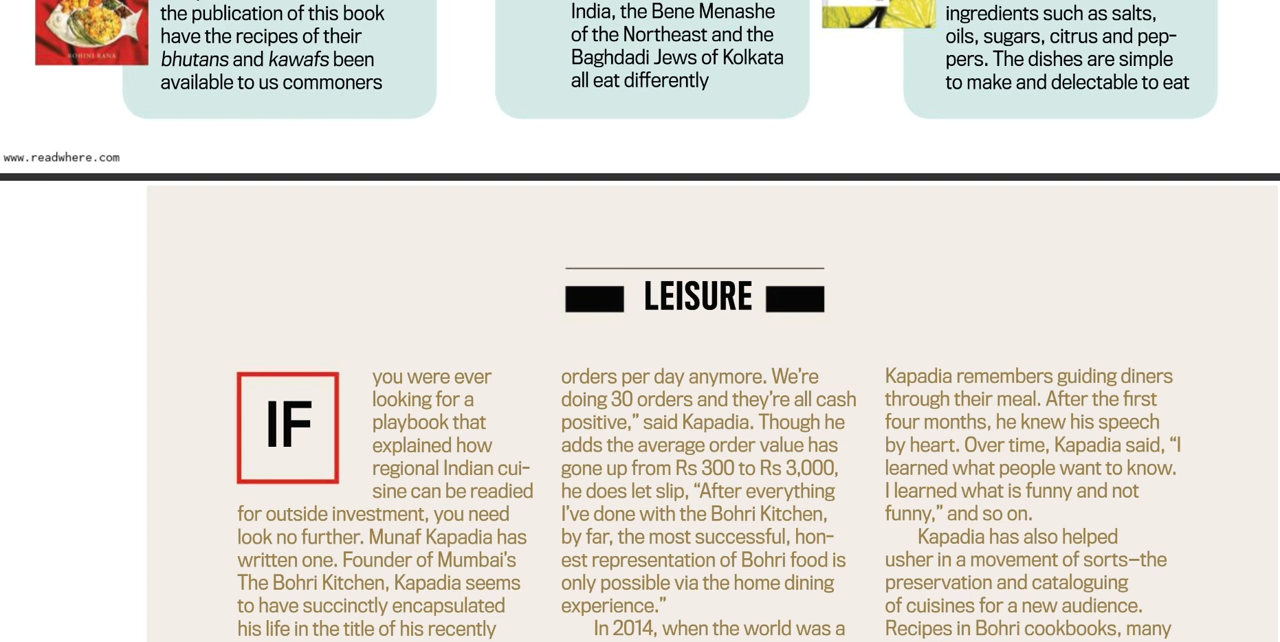 the publication of this book
have the recipes of their
bhutans and kawafs been
available to us commoners
India, the Bene Menashe
of the Northeast and the
Baghdadi Jews of Kolkata
all eat differently
ingredients such as salts,
oils, sugars, citrus and pep-
pers. The dishes are simple
to make and delectable to eat
ROHINI RANA
www.readwhere.com
LEISURE
IF
you were ever
looking for a
playbook that
explained how
regional Indian cui-
sine can be readied
for outside investment, you need
look no further. Munaf Kapadia has
written one. Founder of Mumbai’s
The Bohri Kitchen, Kapadia seems
to have succinctly encapsulated
his life in the title of his recently
orders per day anymore. We’re
doing 30 orders and they’re all cash
positive,” said Kapadia. Though he
adds the average order value has
gone up from Rs 300 to Rs 3,000,
he does let slip, “After everything
I’ve done with the Bohri Kitchen,
by far, the most successful, hon-
est representation of Bohri food is
only possible via the home dining
experience.”
In 2014, when the world was a
Kapadia remembers guiding diners
through their meal. After the first
four months, he knew his speech
by heart. Over time, Kapadia said, “I
learned what people want to know.
I learned what is funny and not
funny,” and so on.
Kapadia has also helped
usher in a movement of sorts—the
preservation and cataloguing
of cuisines for a new audience.
Recipes in Bohri cookbooks, many